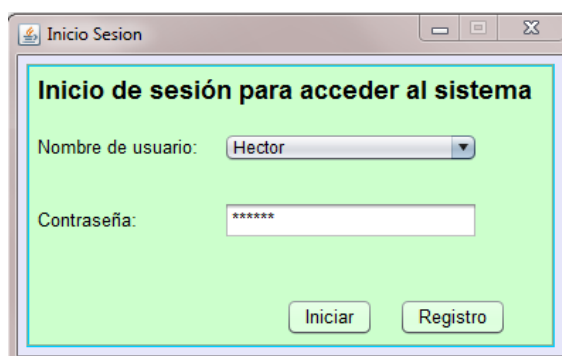 Inicio Sesion
Inicio de sesión para acceder al sistema
Nombre de usuario: Hector
Contraseña: ******
Iniciar Registro